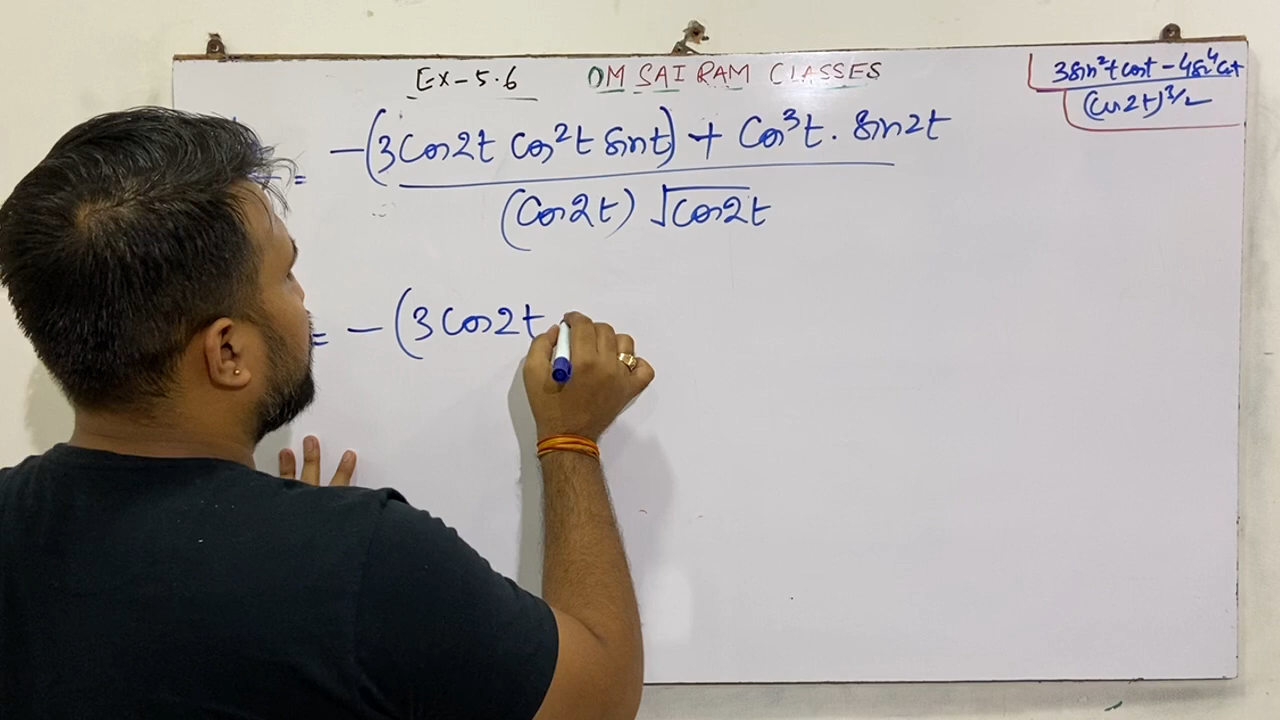 Ex-5.6 OM SAI RAM CLASSES
3sin²t cost - 4sin⁴t cost
(cos2t)^3/2
= -(3cos2t cos²t sint) + cos³t . sin2t
(cos2t) √cos2t
= -(3cos2t